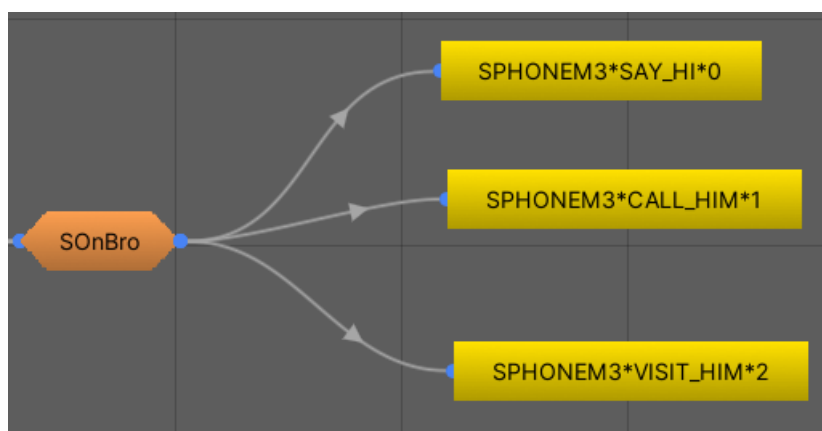 SPHONEM3*SAY_HI*0
SPHONEM3*CALL_HIM*1
SOnBro
SPHONEM3*VISIT_HIM*2